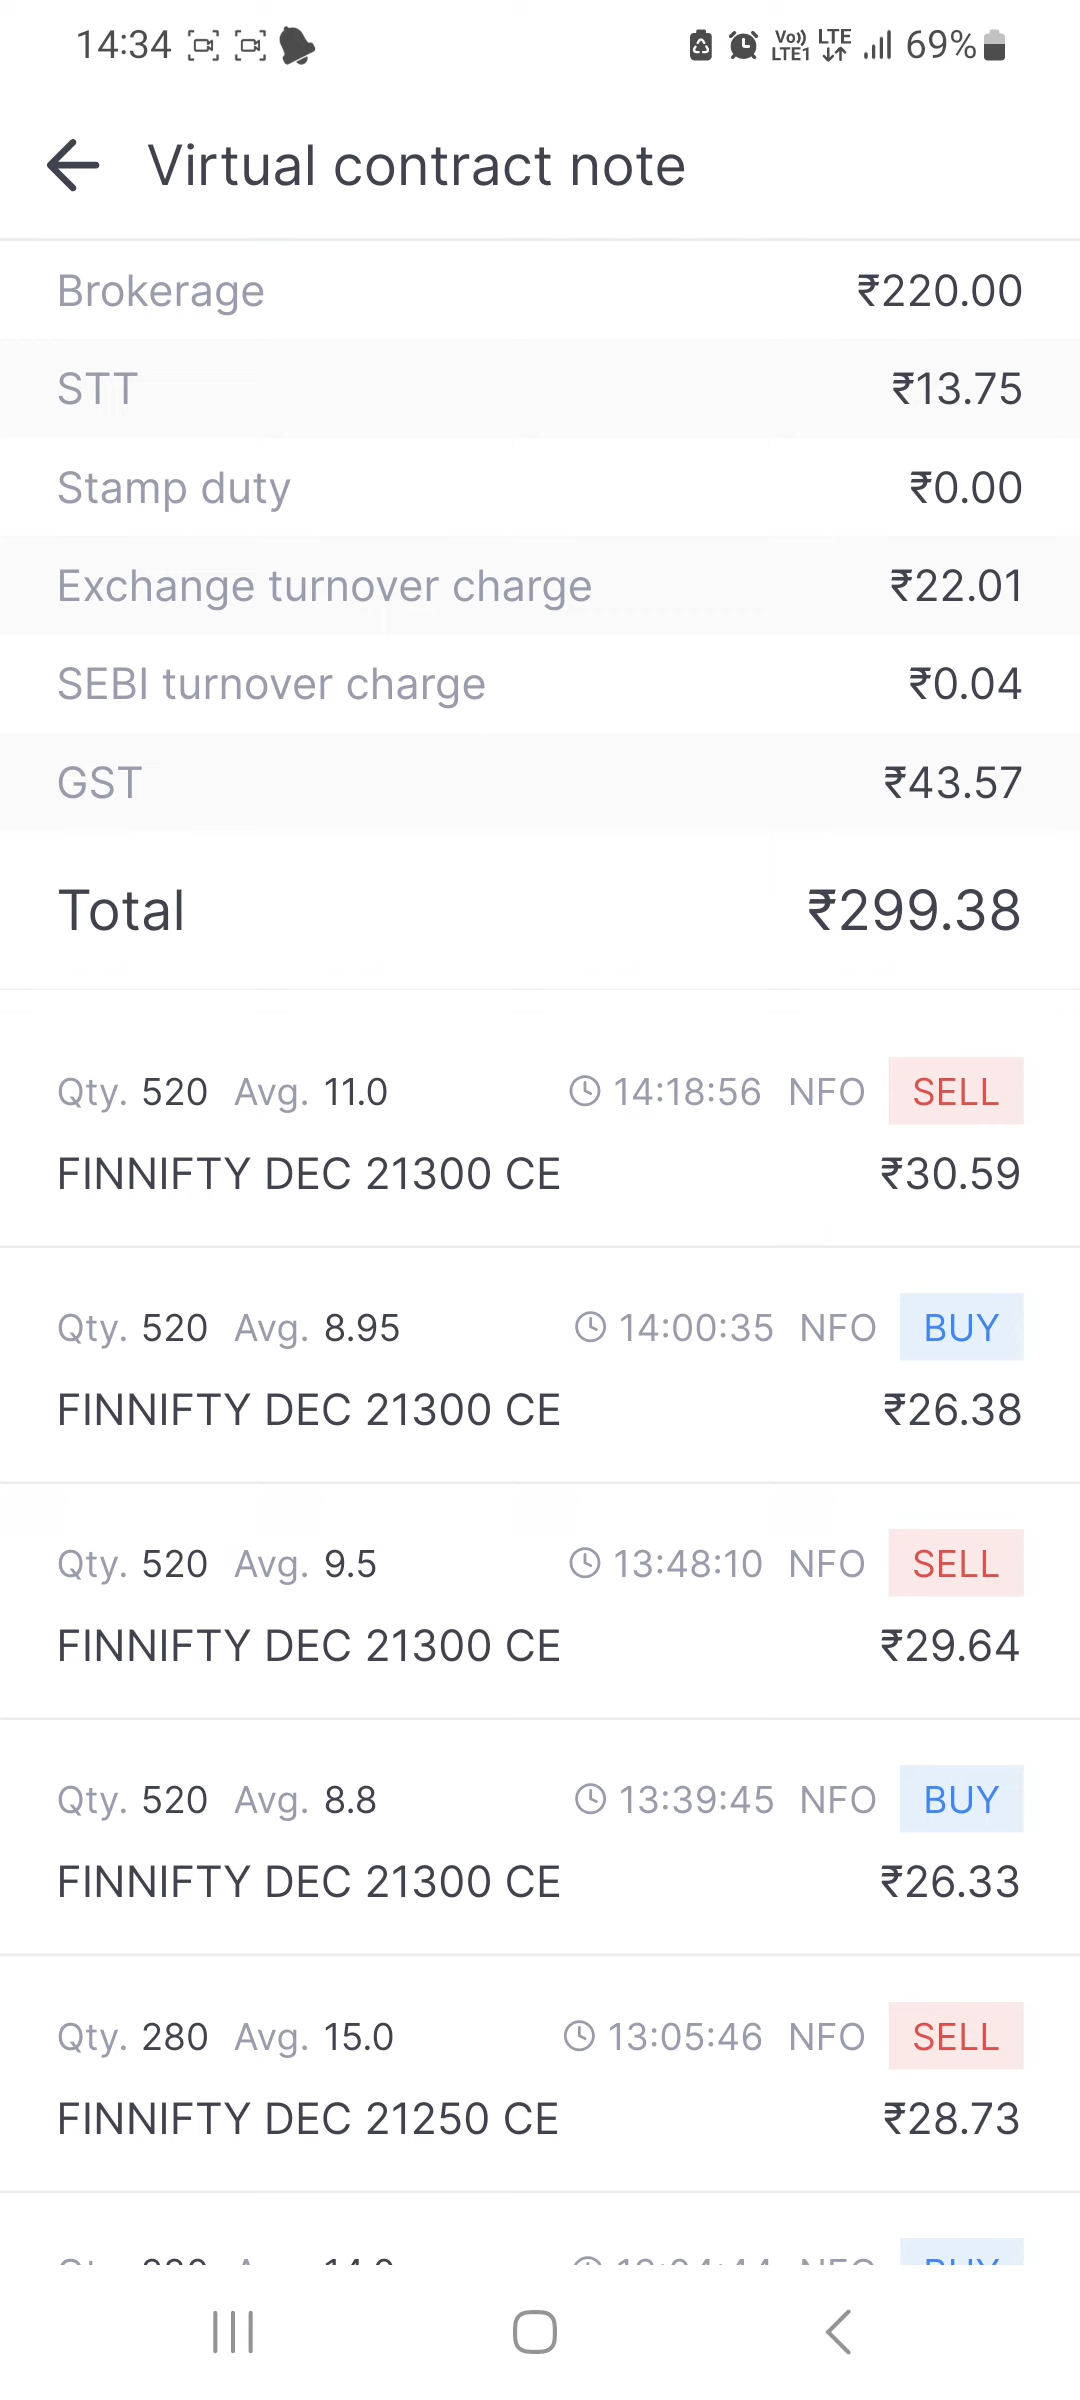 14:34 Vo)) LTE1 LTE 69%
Virtual contract note
Brokerage ₹220.00
STT ₹13.75
Stamp duty ₹0.00
Exchange turnover charge ₹22.01
SEBI turnover charge ₹0.04
GST ₹43.57
Total ₹299.38
Qty. 520 Avg. 11.0 14:18:56 NFO SELL
FINNIFTY DEC 21300 CE ₹30.59
Qty. 520 Avg. 8.95 14:00:35 NFO BUY
FINNIFTY DEC 21300 CE ₹26.38
Qty. 520 Avg. 9.5 13:48:10 NFO SELL
FINNIFTY DEC 21300 CE ₹29.64
Qty. 520 Avg. 8.8 13:39:45 NFO BUY
FINNIFTY DEC 21300 CE ₹26.33
Qty. 280 Avg. 15.0 13:05:46 NFO SELL
FINNIFTY DEC 21250 CE ₹28.73
NFO BUY